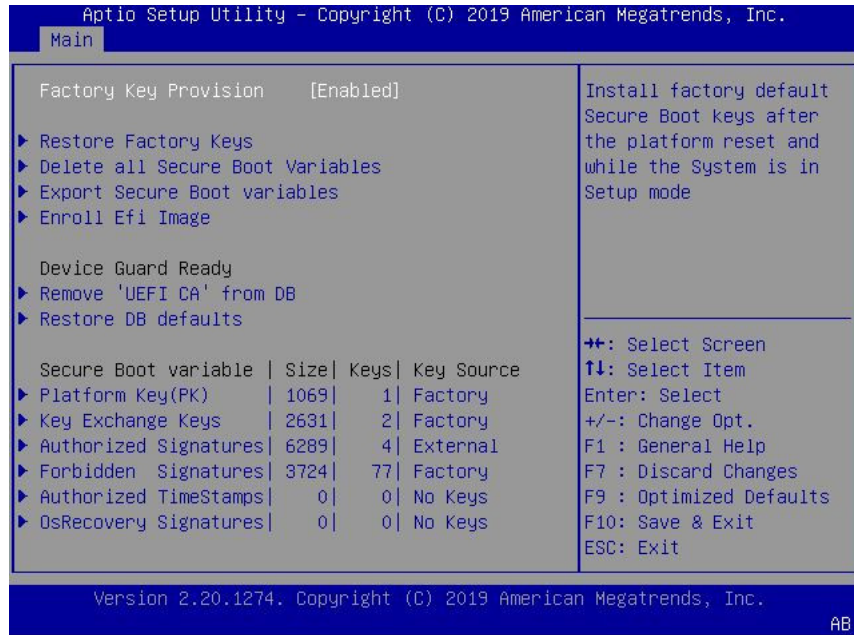 Aptio Setup Utility – Copyright (C) 2019 American Megatrends, Inc.
Main
Factory Key Provision [Enabled]
Restore Factory Keys
Delete all Secure Boot Variables
Export Secure Boot variables
Enroll Efi Image
Device Guard Ready
Remove 'UEFI CA' from DB
Restore DB defaults
Secure Boot variable | Size| Keys| Key Source
Platform Key(PK) | 1069| 1| Factory
Key Exchange Keys | 2631| 2| Factory
Authorized Signatures| 6289| 4| External
Forbidden Signatures| 3724| 77| Factory
Authorized TimeStamps| 0| 0| No Keys
OsRecovery Signatures| 0| 0| No Keys
Install factory default
Secure Boot keys after
the platform reset and
while the System is in
Setup mode
→←: Select Screen
↑↓: Select Item
Enter: Select
+/-: Change Opt.
F1 : General Help
F7 : Discard Changes
F9 : Optimized Defaults
F10: Save & Exit
ESC: Exit
Version 2.20.1274. Copyright (C) 2019 American Megatrends, Inc.
AB